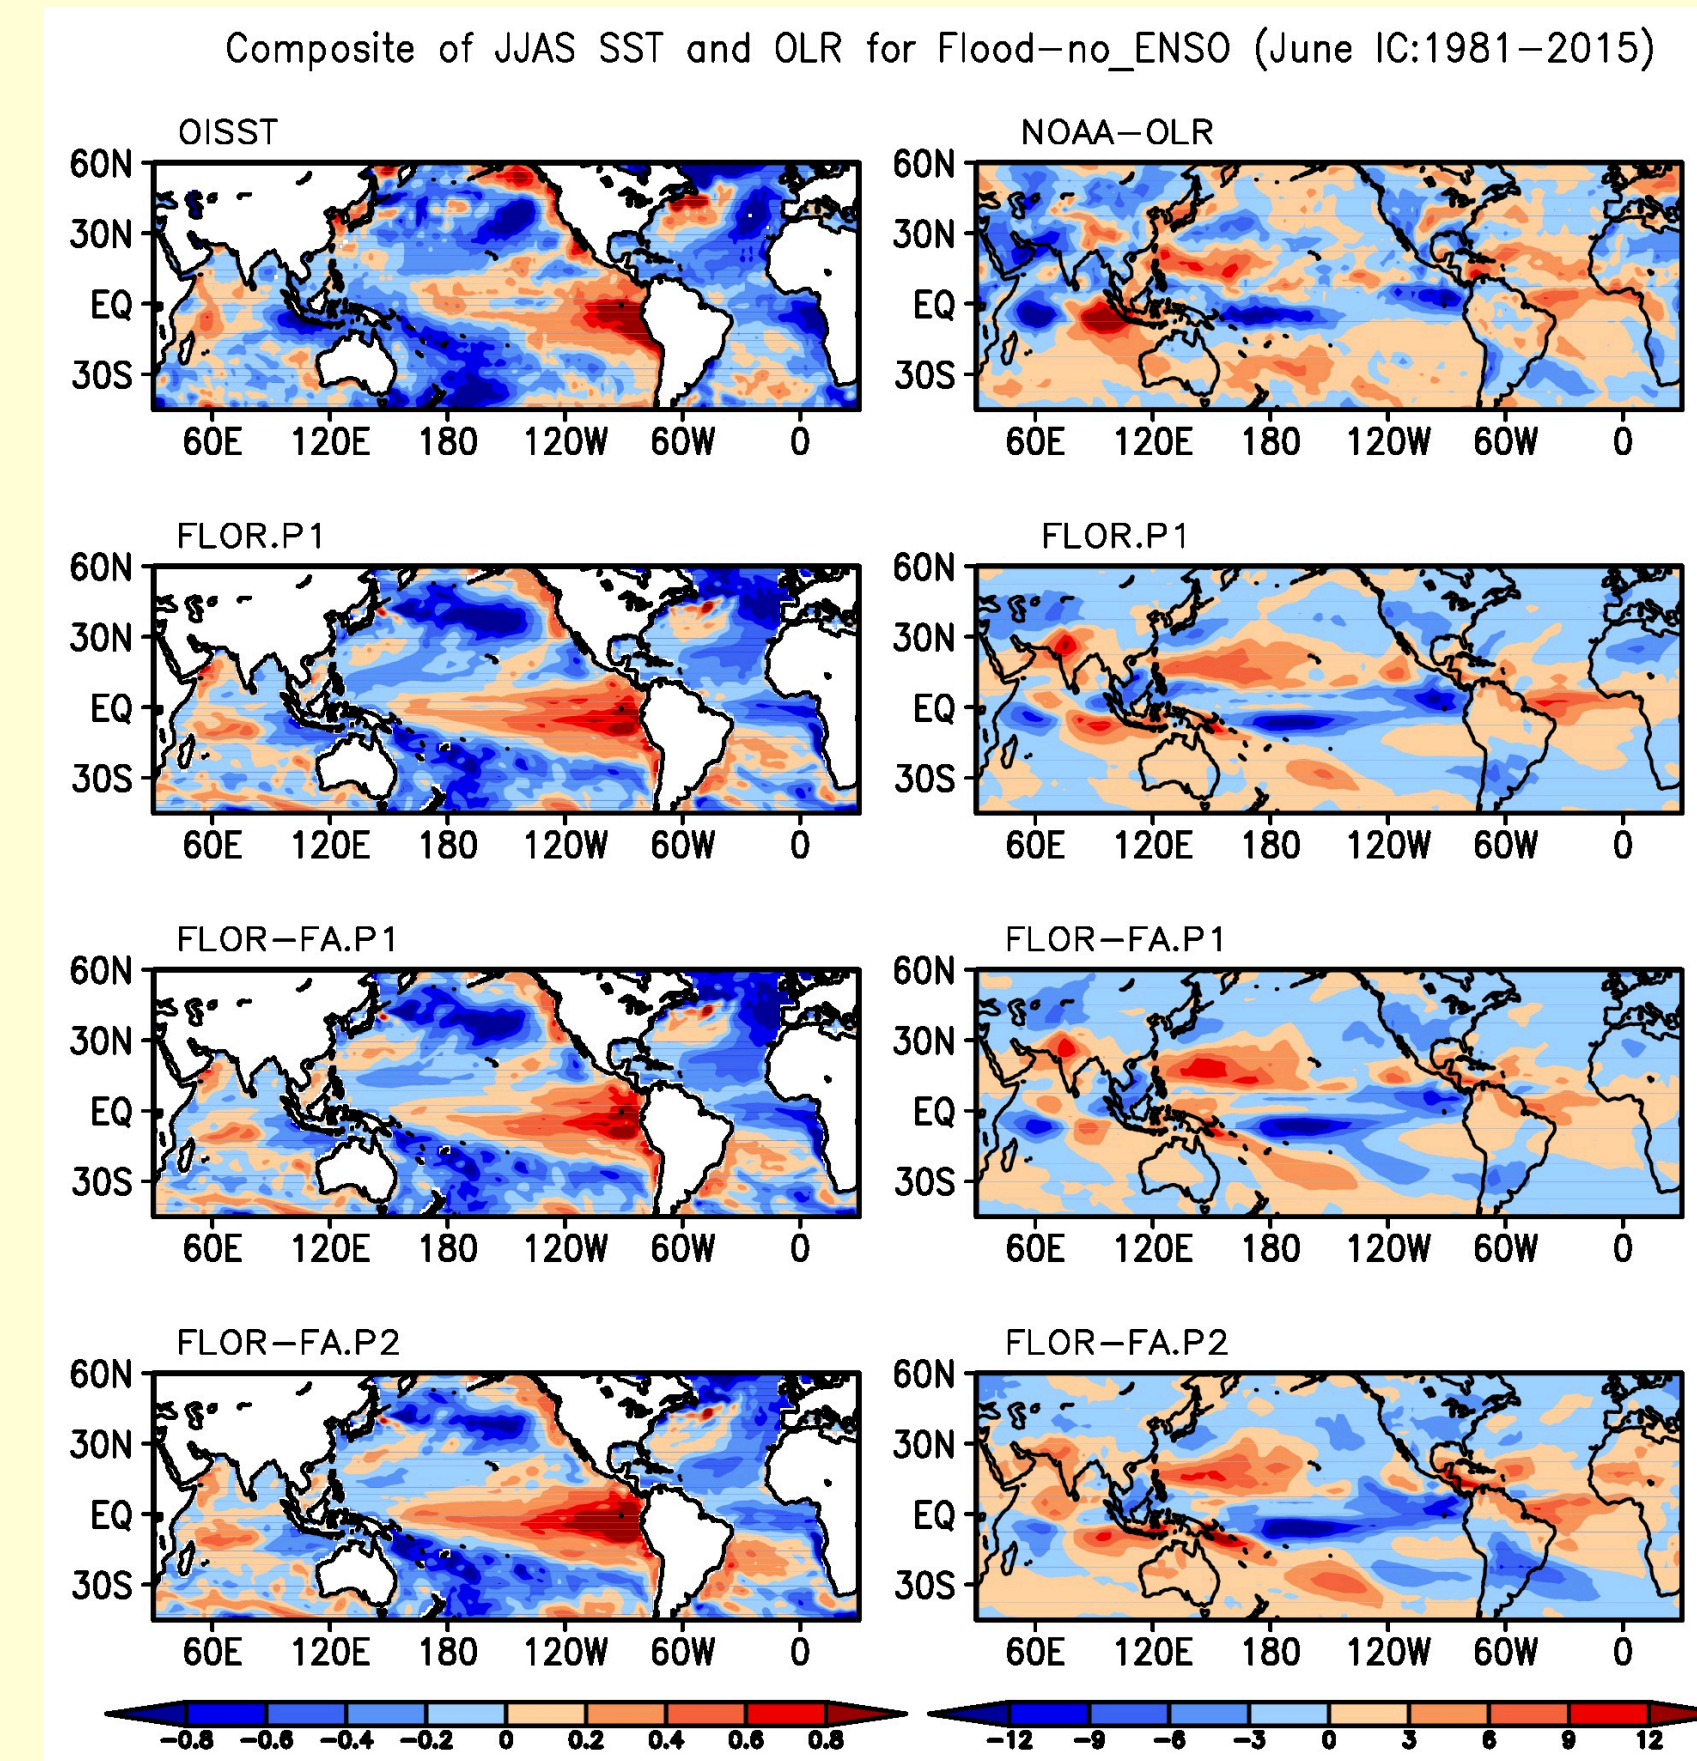 Composite of JJAS SST and OLR for Flood-no_ENSO (June IC:1981-2015)
OISST
60N
30N
EQ
30S
60E 120E 180 120W 60W 0
NOAA-OLR
60N
30N
EQ
30S
60E 120E 180 120W 60W 0
FLOR.P1
60N
30N
EQ
30S
60E 120E 180 120W 60W 0
FLOR.P1
60N
30N
EQ
30S
60E 120E 180 120W 60W 0
FLOR-FA.P1
60N
30N
EQ
30S
60E 120E 180 120W 60W 0
FLOR-FA.P1
60N
30N
EQ
30S
60E 120E 180 120W 60W 0
FLOR-FA.P2
60N
30N
EQ
30S
60E 120E 180 120W 60W 0
FLOR-FA.P2
60N
30N
EQ
30S
60E 120E 180 120W 60W 0
-0.8 -0.6 -0.4 -0.2 0 0.2 0.4 0.6 0.8
-12 -9 -6 -3 0 3 6 9 12